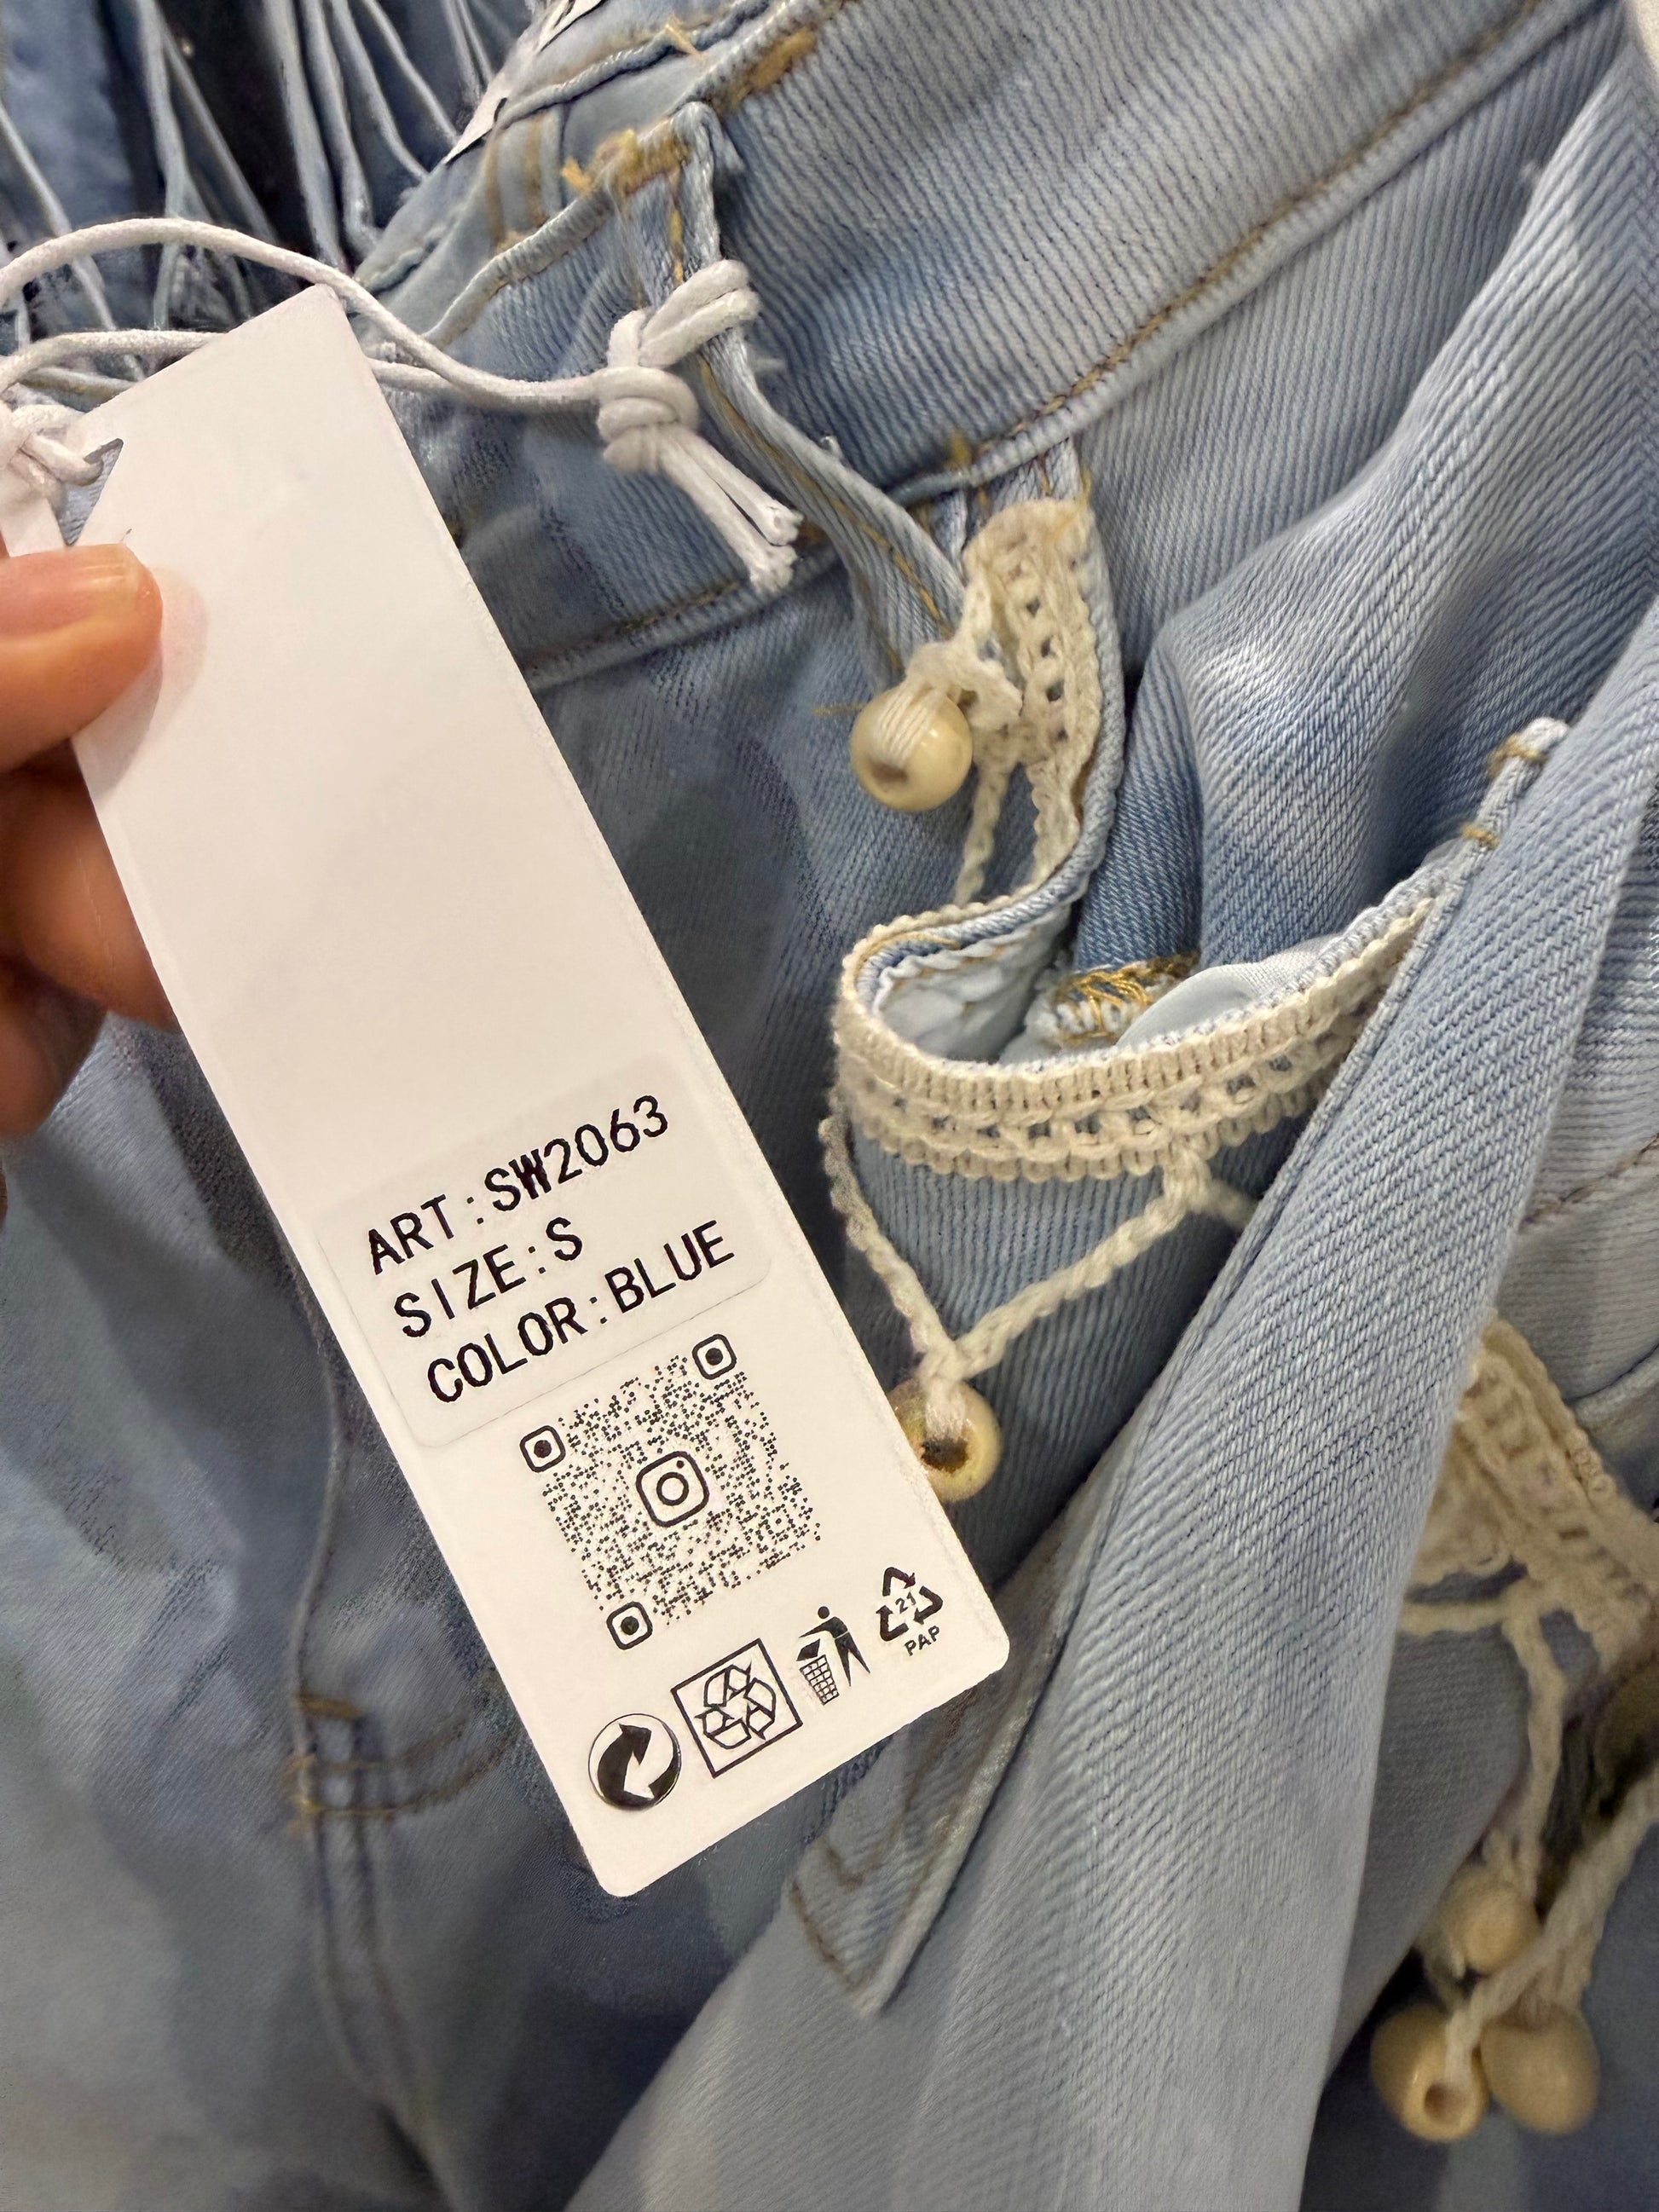 ART:SW2063
SIZE:S
COLOR:BLUE
21
PAP